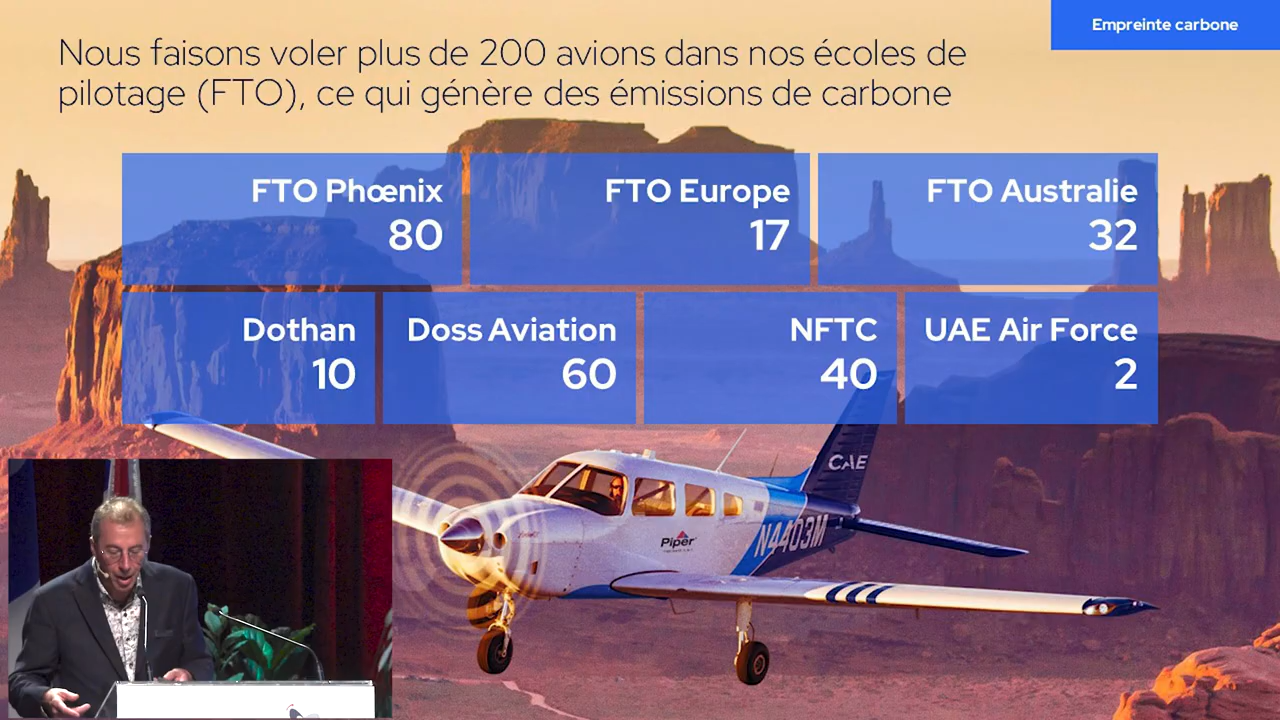 Empreinte carbone
Nous faisons voler plus de 200 avions dans nos écoles de
pilotage (FTO), ce qui génère des émissions de carbone
FTO Phœnix
80
FTO Europe
17
FTO Australie
32
Dothan
10
Doss Aviation
60
NFTC
40
UAE Air Force
2
CAE
N4403M
Piper